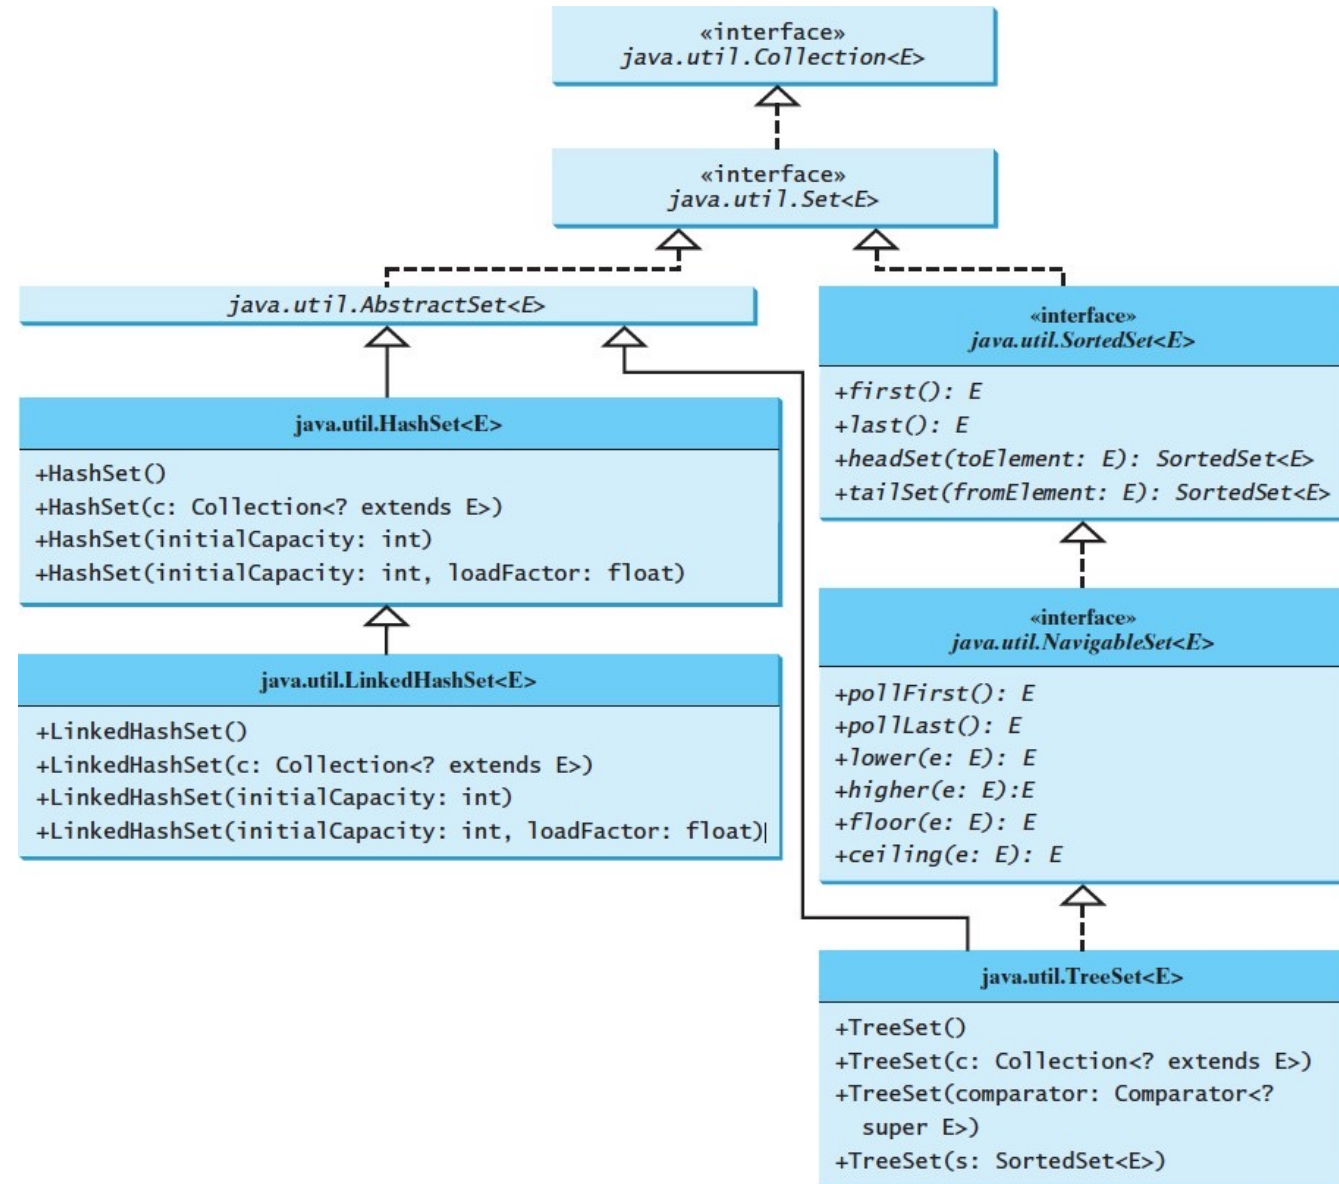 «interface»
java.util.Collection<E>
«interface»
java.util.Set<E>
java.util.AbstractSet<E>
«interface»
java.util.SortedSet<E>
+first(): E
+last(): E
+headSet(toElement: E): SortedSet<E>
+tailSet(fromElement: E): SortedSet<E>
java.util.HashSet<E>
+HashSet()
+HashSet(c: Collection<? extends E>)
+HashSet(initialCapacity: int)
+HashSet(initialCapacity: int, loadFactor: float)
java.util.LinkedHashSet<E>
+LinkedHashSet()
+LinkedHashSet(c: Collection<? extends E>)
+LinkedHashSet(initialCapacity: int)
+LinkedHashSet(initialCapacity: int, loadFactor: float)
«interface»
java.util.NavigableSet<E>
+pollFirst(): E
+pollLast(): E
+lower(e: E): E
+higher(e: E):E
+floor(e: E): E
+ceiling(e: E): E
java.util.TreeSet<E>
+TreeSet()
+TreeSet(c: Collection<? extends E>)
+TreeSet(comparator: Comparator<?
super E>)
+TreeSet(s: SortedSet<E>)